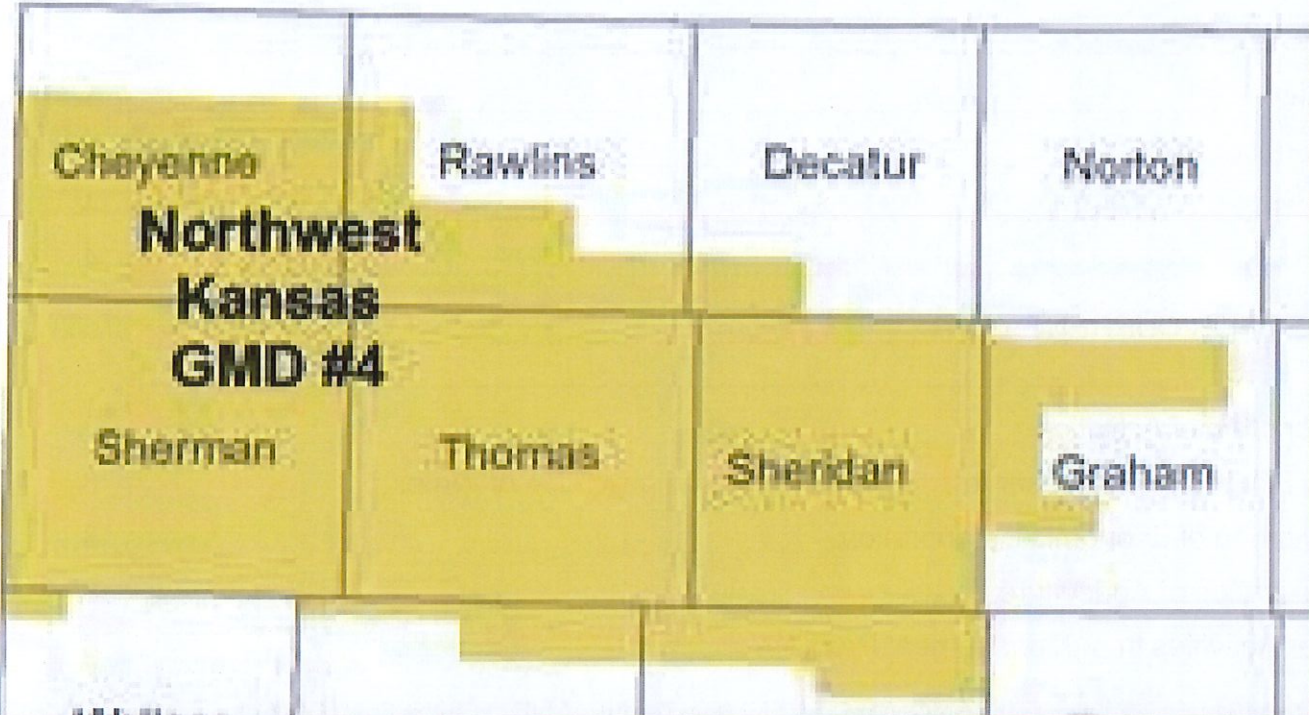 Cheyenne
Rawlins
Decatur
Norton
Northwest
Kansas
GMD #4
Sherman
Thomas
Sheridan
Graham